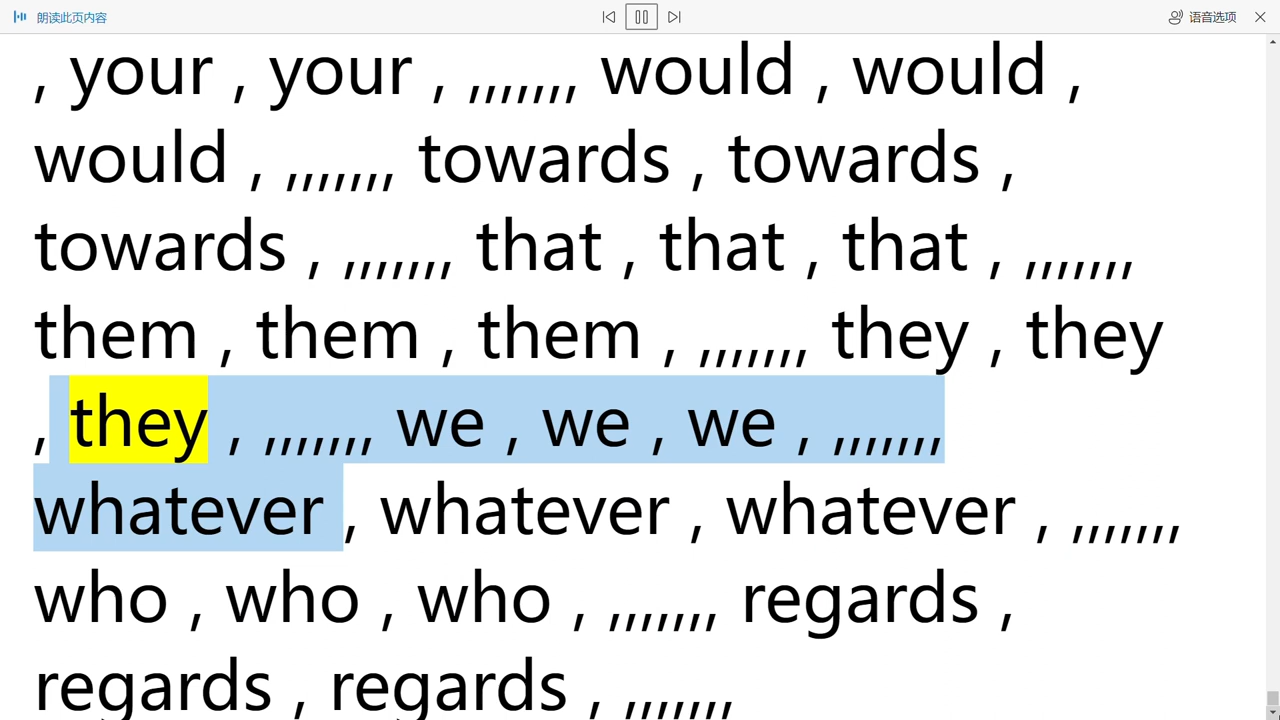 朗读此页内容
语音选项
, your , your , ,,,,,,, would , would ,
would , ,,,,,,, towards , towards ,
towards , ,,,,,,, that , that , that , ,,,,,,,
them , them , them , ,,,,,,, they , they
, they , ,,,,,,, we , we , we , ,,,,,,,
whatever , whatever , whatever , ,,,,,,,
who , who , who , ,,,,,,, regards ,
regards , regards , ,,,,,,,